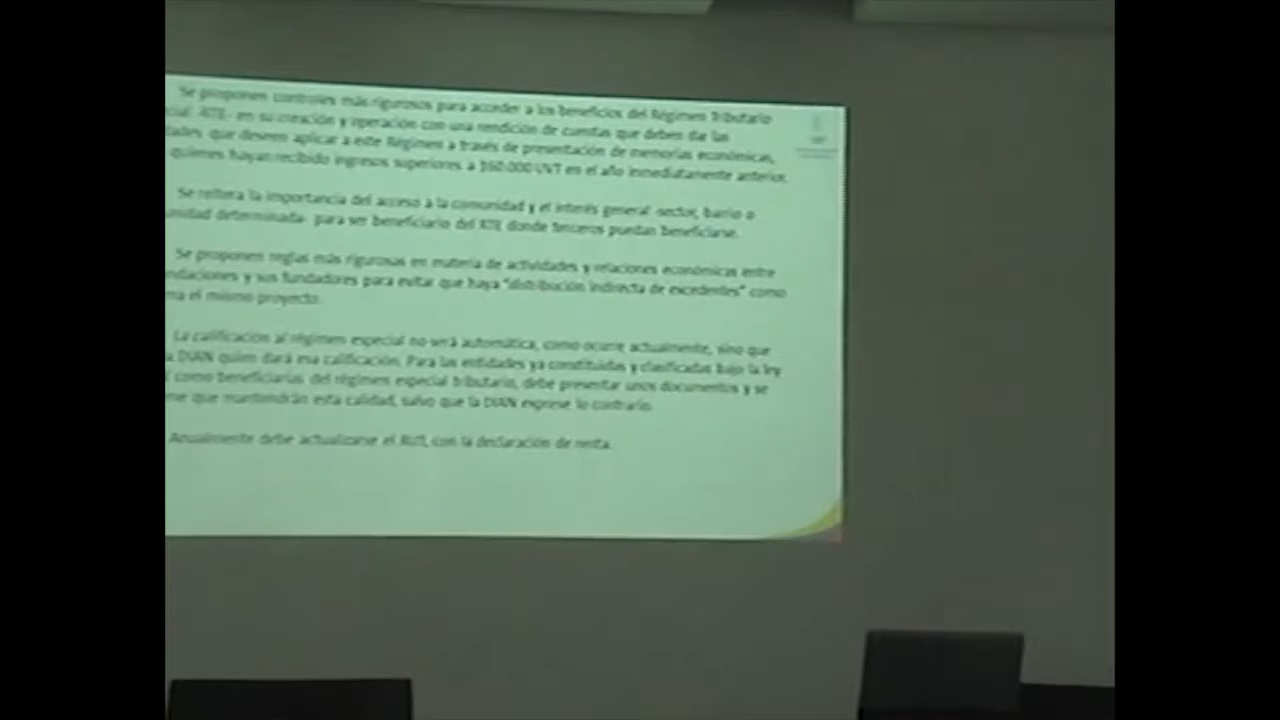 Se proponen controles más rigurosos para acceder a los beneficios del Régimen Tributario
cial -RTE- en su creación y operación con una rendición de cuentas que deben dar las
dades que deseen aplicar a este Régimen a través de presentación de memorias económicas,
quienes hayan recibido ingresos superiores a 160.000 UVT en el año inmediatamente anterior.
Se reitera la importancia del acceso a la comunidad y el interés general -sector, barrio o
unidad determinada- para ser beneficiario del RTE donde terceros puedan beneficiarse.
Se proponen reglas más rigurosas en materia de actividades y relaciones económicas entre
ndaciones y sus fundadores para evitar que haya "distribución indirecta de excedentes" como
na el mismo proyecto.
La calificación al régimen especial no será automática, como ocurre actualmente, sino que
a DIAN quien dará esa calificación. Para las entidades ya constituidas y clasificadas bajo la ley
l como beneficiarias del régimen especial tributario, debe presentar unos documentos y se
me que mantendrán esta calidad, salvo que la DIAN exprese lo contrario.
Anualmente debe actualizarse el RUT, con la declaración de renta.